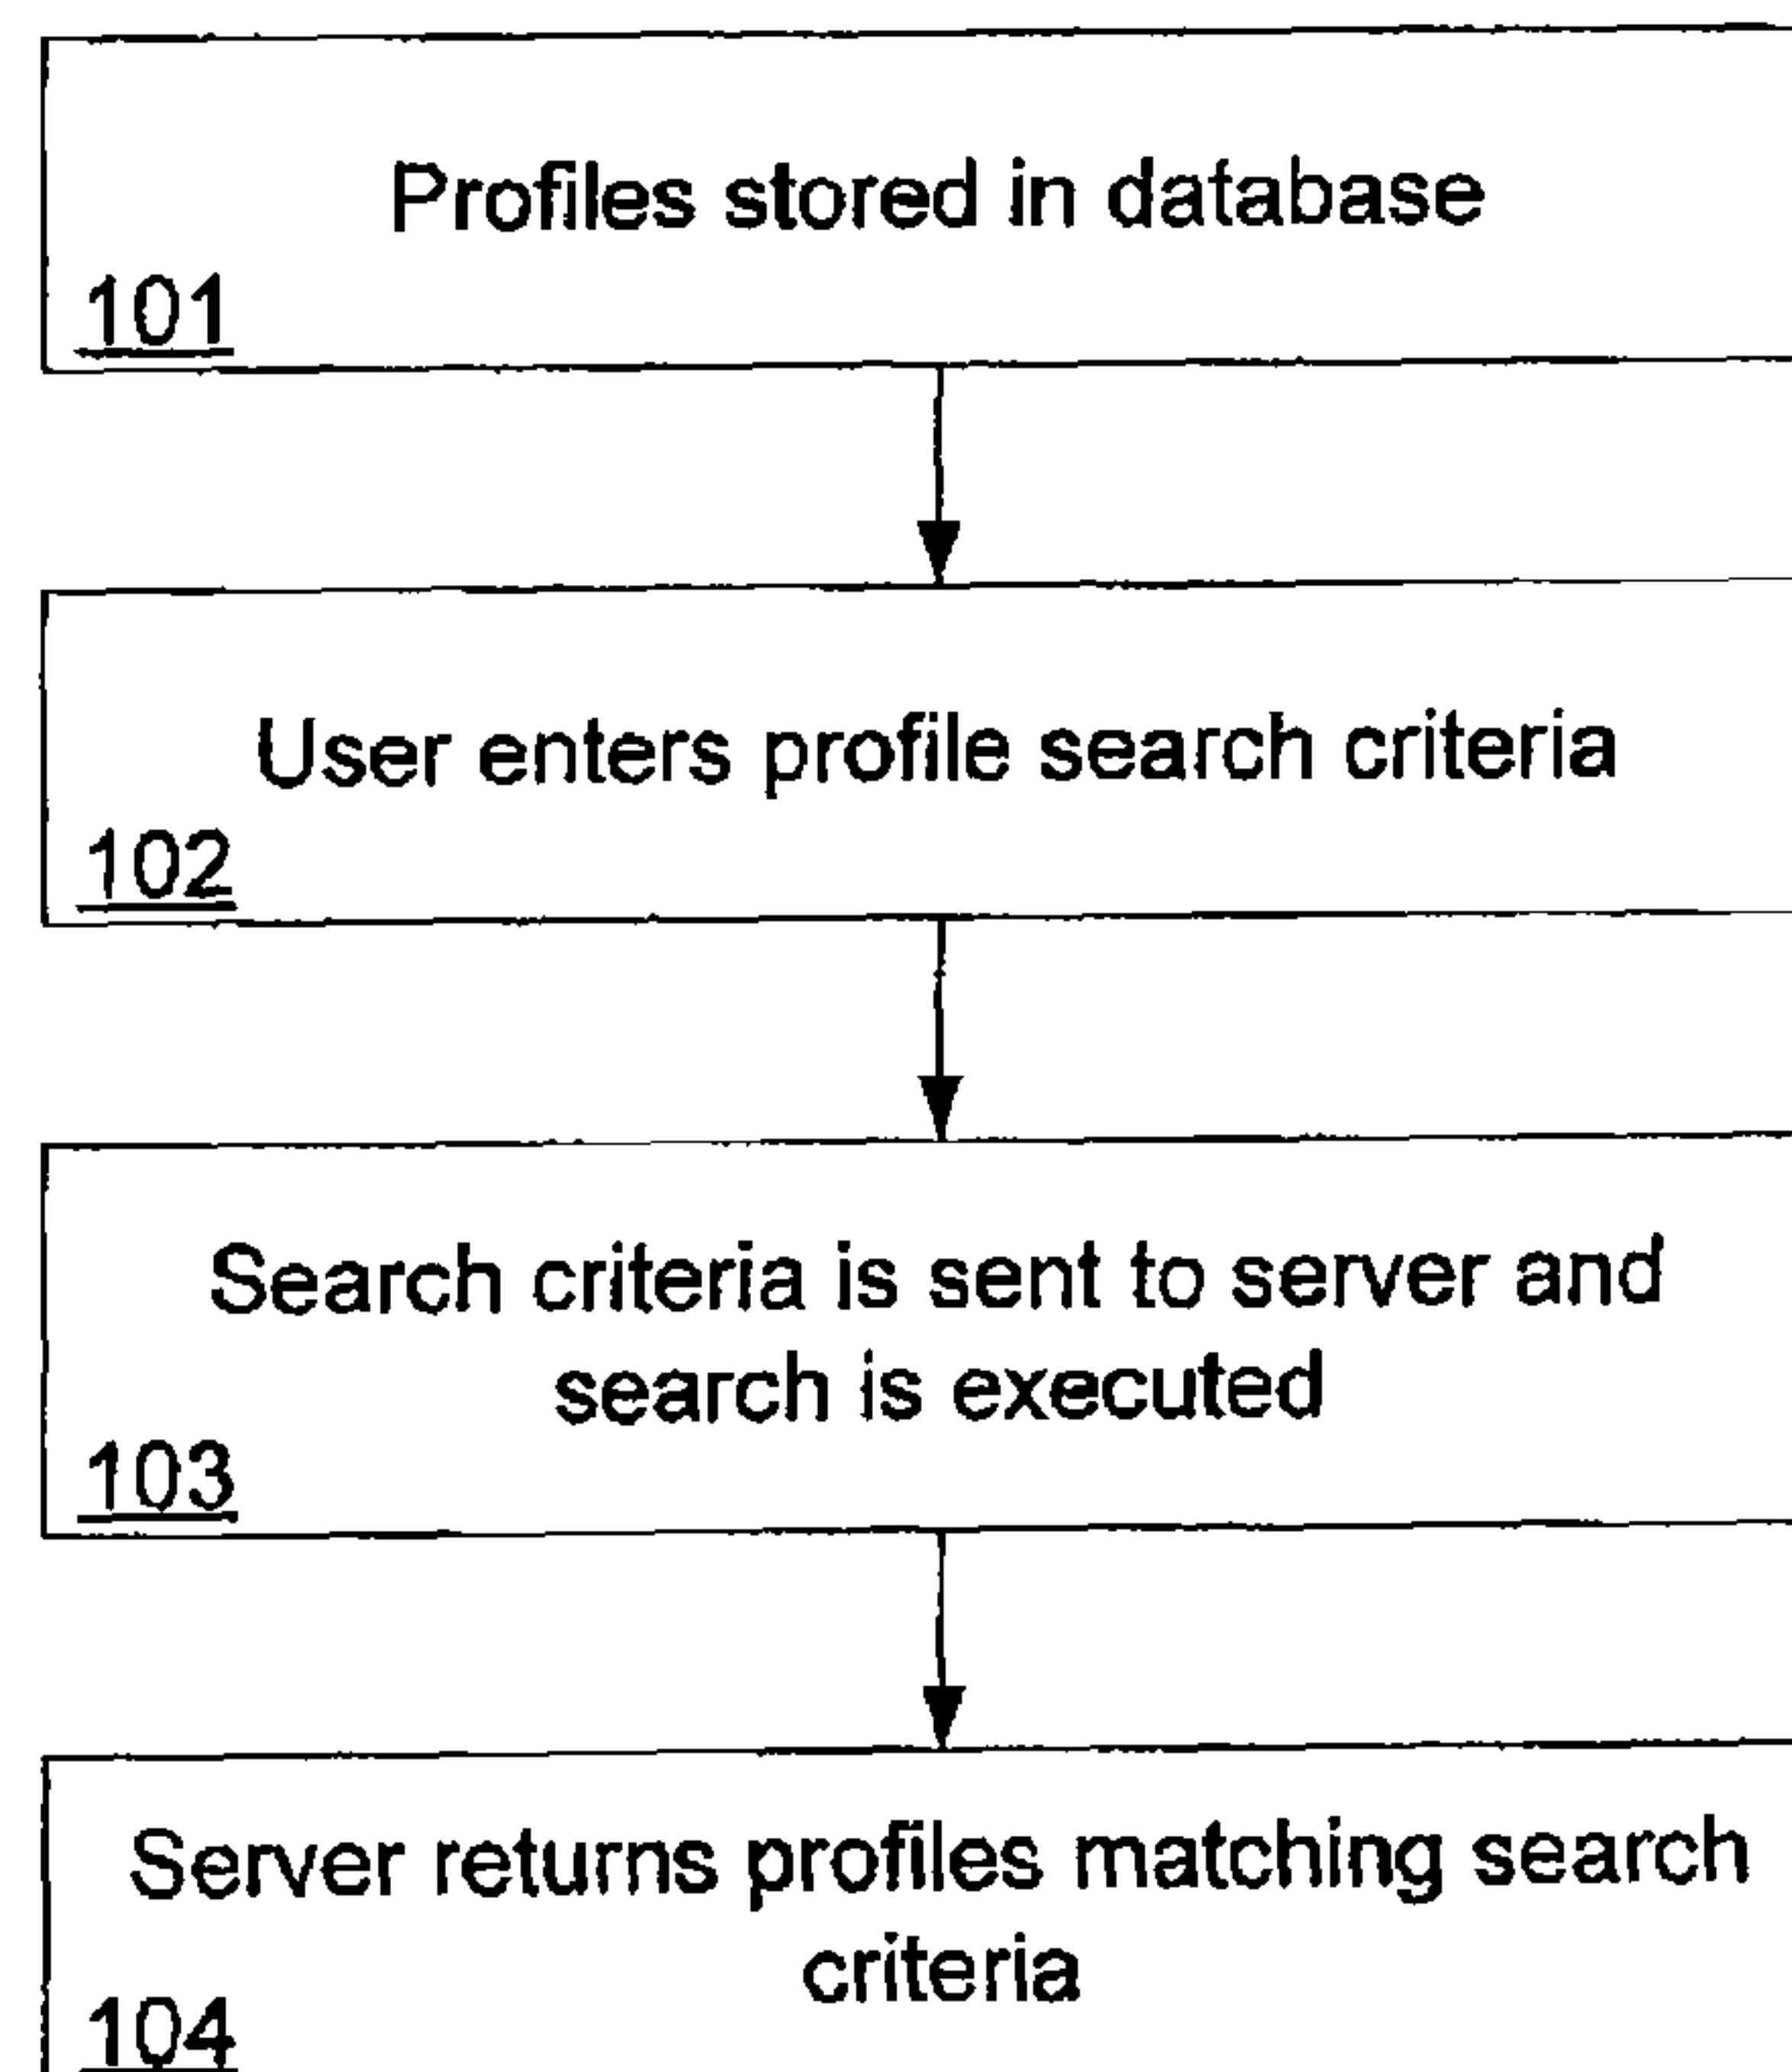 Profiles stored in database
101
User enters profile search criteria
102
Search criteria is sent to server and
search is executed
103
Server returns profiles matching search
criteria
104